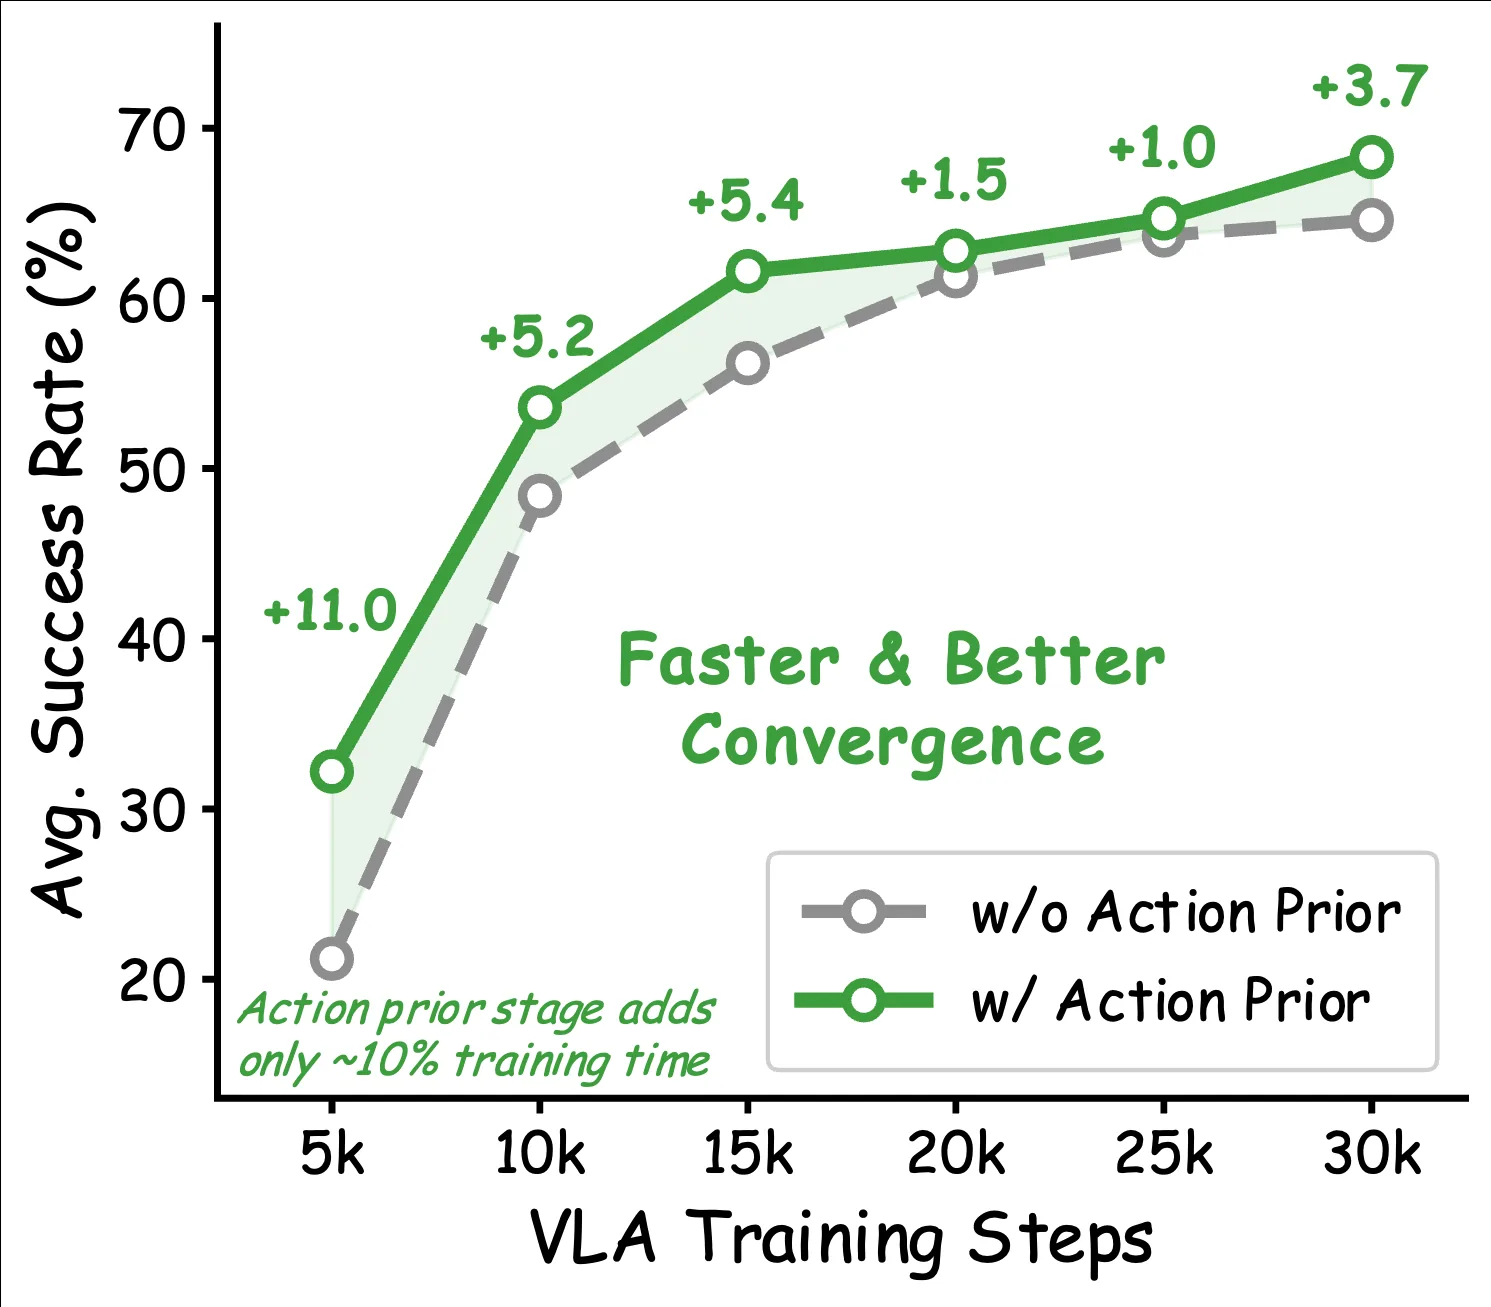 +3.7
+1.0
+1.5
+5.4
+5.2
+11.0
70
60
50
40
30
20
Avg. Success Rate (%)
Faster & Better
Convergence
w/o Action Prior
w/ Action Prior
Action prior stage adds
only ~10% training time
5k 10k 15k 20k 25k 30k
VLA Training Steps